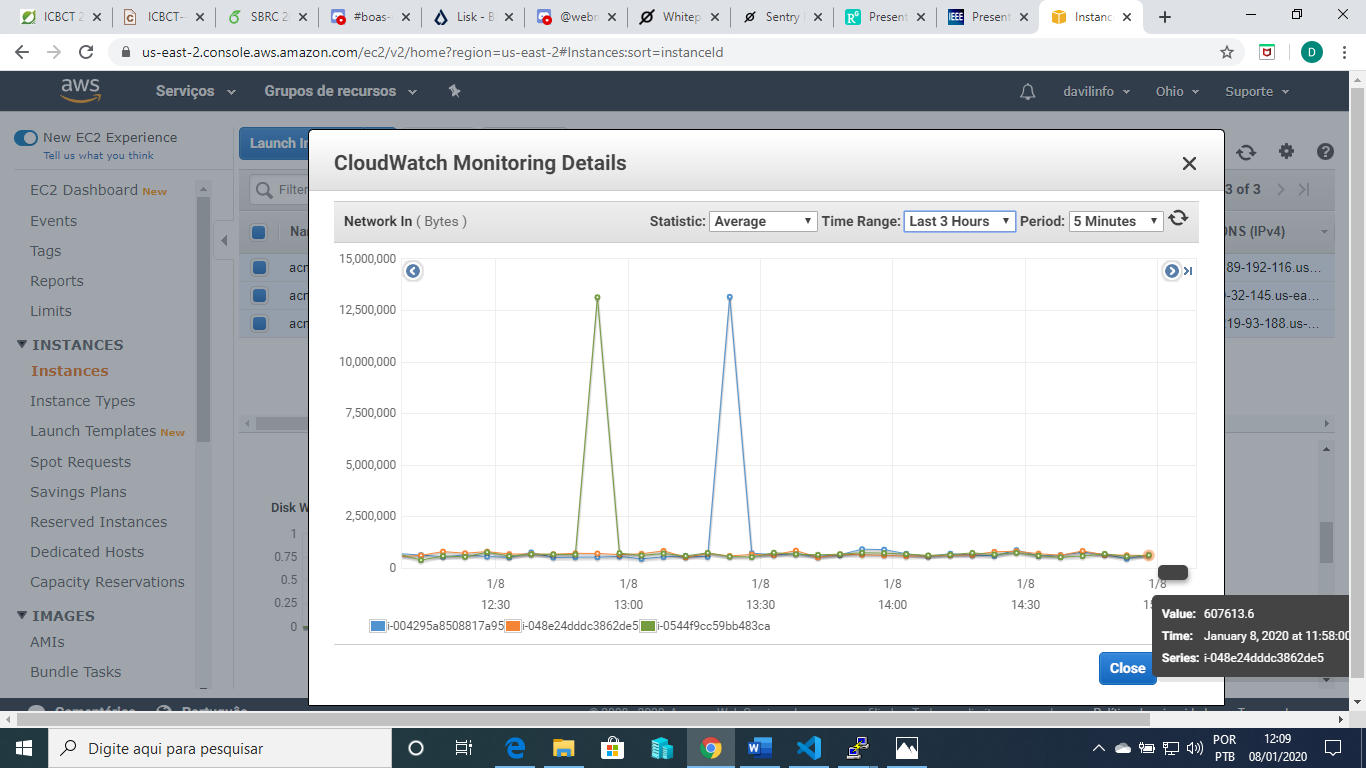 ICBCT 2
ICBCT-
SBRC 2
#boas-
Lisk - B
@webn
Whitep
Sentry
Present
IEEE Present
Instanc
us-east-2.console.aws.amazon.com/ec2/v2/home?region=us-east-2#Instances:sort=instanceId
D
aws
Serviços
Grupos de recursos
davilinfo
Ohio
Suporte
New EC2 Experience
Tell us what you think
EC2 Dashboard New
Events
Tags
Reports
Limits
INSTANCES
Instances
Instance Types
Launch Templates New
Spot Requests
Savings Plans
Reserved Instances
Dedicated Hosts
Capacity Reservations
IMAGES
AMIs
Bundle Tasks
Launch In
Filter
3 of 3
Na
NS (IPv4)
acn
89-192-116.us...
acn
-32-145.us-ea...
acn
19-93-188.us-...
Disk W
1
0.75
0.5
0.25
0
CloudWatch Monitoring Details
Network In ( Bytes )
Statistic: Average
Time Range: Last 3 Hours
Period: 5 Minutes
15,000,000
12,500,000
10,000,000
7,500,000
5,000,000
2,500,000
0
1/8 1/8 1/8 1/8 1/8 1/8
12:30 13:00 13:30 14:00 14:30 15
i-004295a8508817a95 i-048e24dddc3862de5 i-0544f9cc59bb483ca
Value: 607613.6
Time: January 8, 2020 at 11:58:00
Series: i-048e24dddc3862de5
Close
Comentários
Português
Digite aqui para pesquisar
POR
PTB
12:09
08/01/2020